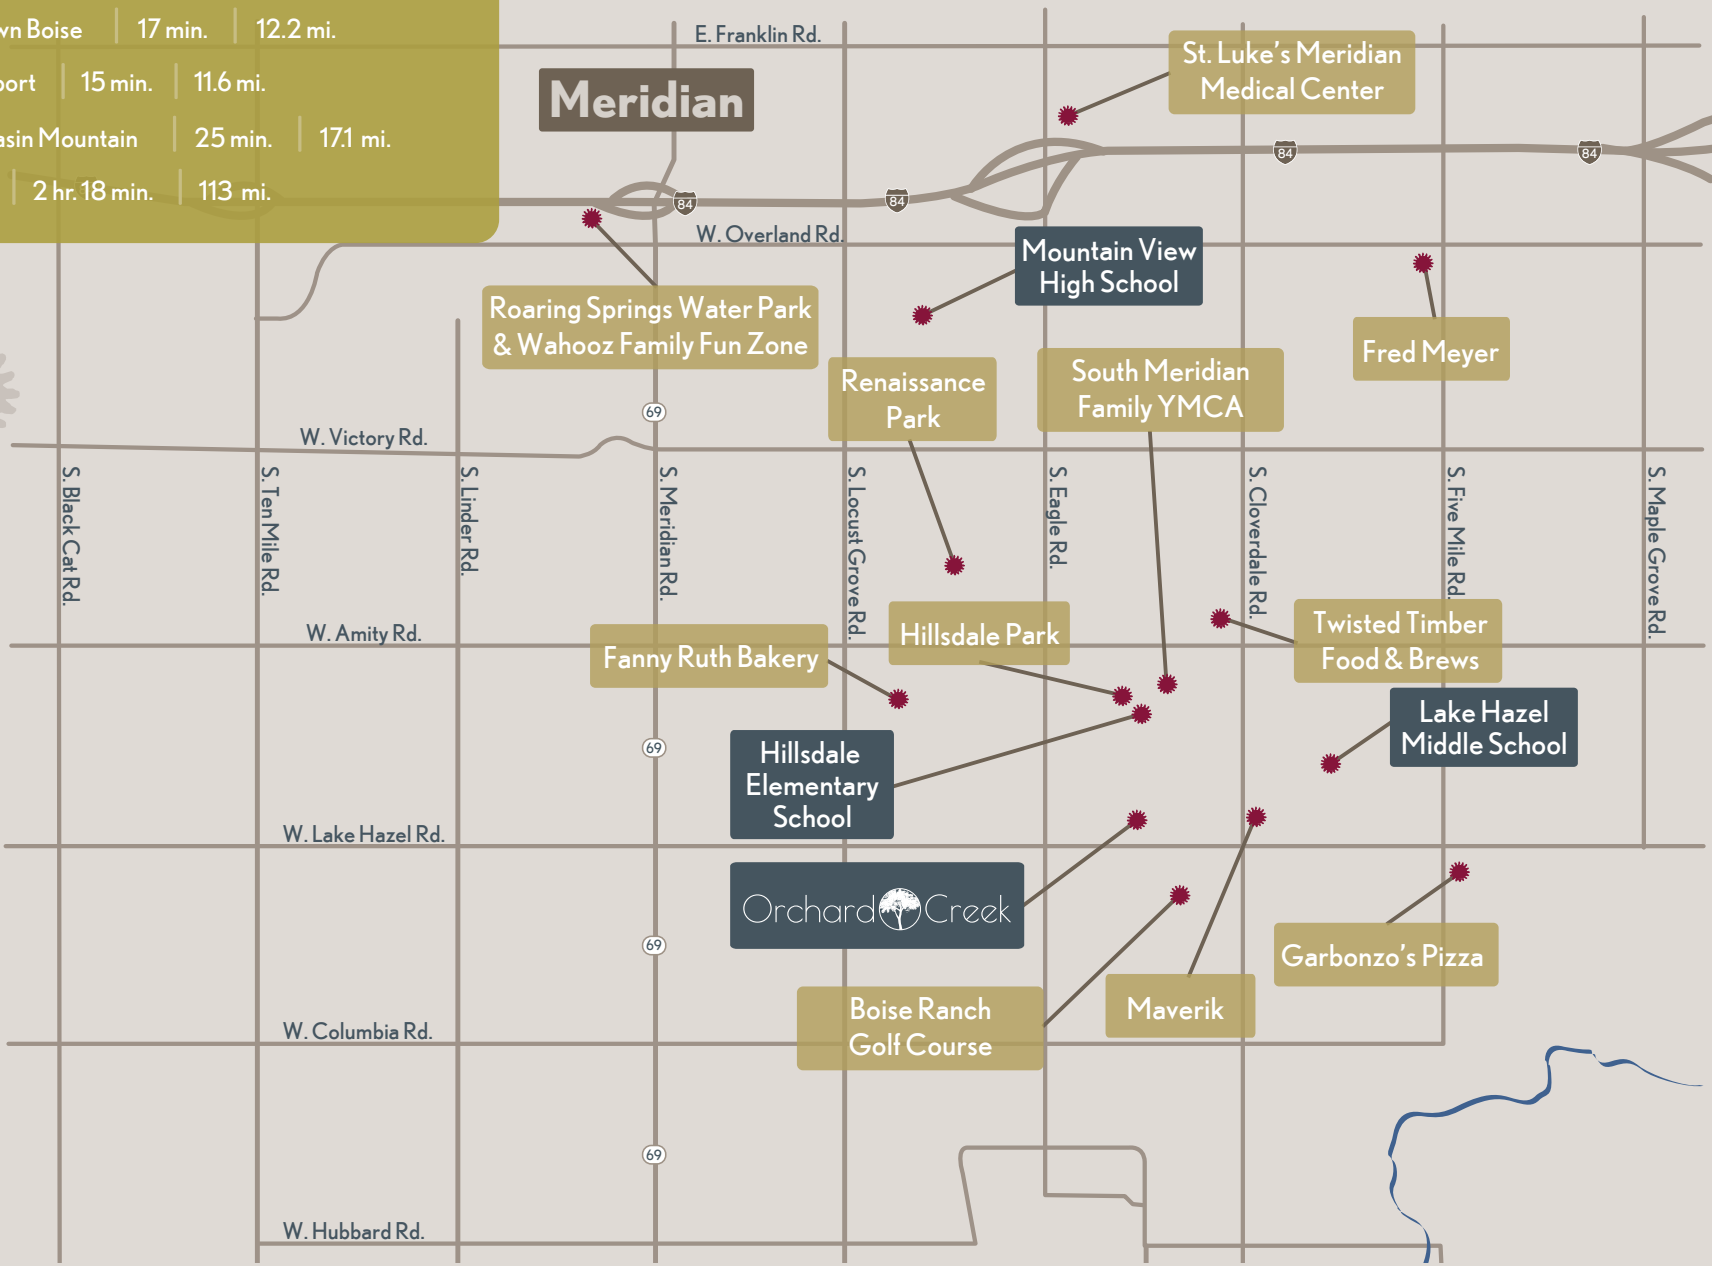 Boise 17 min. 12.2 mi.
15 min. 11.6 mi.
Mountain 25 min. 17.1 mi.
2 hr. 18 min. 113 mi.
E. Franklin Rd.
St. Luke's Meridian
Medical Center
Meridian
84
84
84
84
W. Overland Rd.
Mountain View
High School
Roaring Springs Water Park
& Wahooz Family Fun Zone
Fred Meyer
Renaissance
Park
South Meridian
Family YMCA
69
W. Victory Rd.
S. Black Cat Rd.
S. Ten Mile Rd.
S. Linder Rd.
S. Meridian Rd.
S. Locust Grove Rd.
S. Eagle Rd.
S. Cloverdale Rd.
S. Five Mile Rd.
S. Maple Grove Rd.
W. Amity Rd.
Fanny Ruth Bakery
Hillsdale Park
Twisted Timber
Food & Brews
Lake Hazel
Middle School
69
Hillsdale
Elementary
School
W. Lake Hazel Rd.
Orchard Creek
69
Garbonzo's Pizza
Boise Ranch
Golf Course
Maverik
W. Columbia Rd.
69
W. Hubbard Rd.